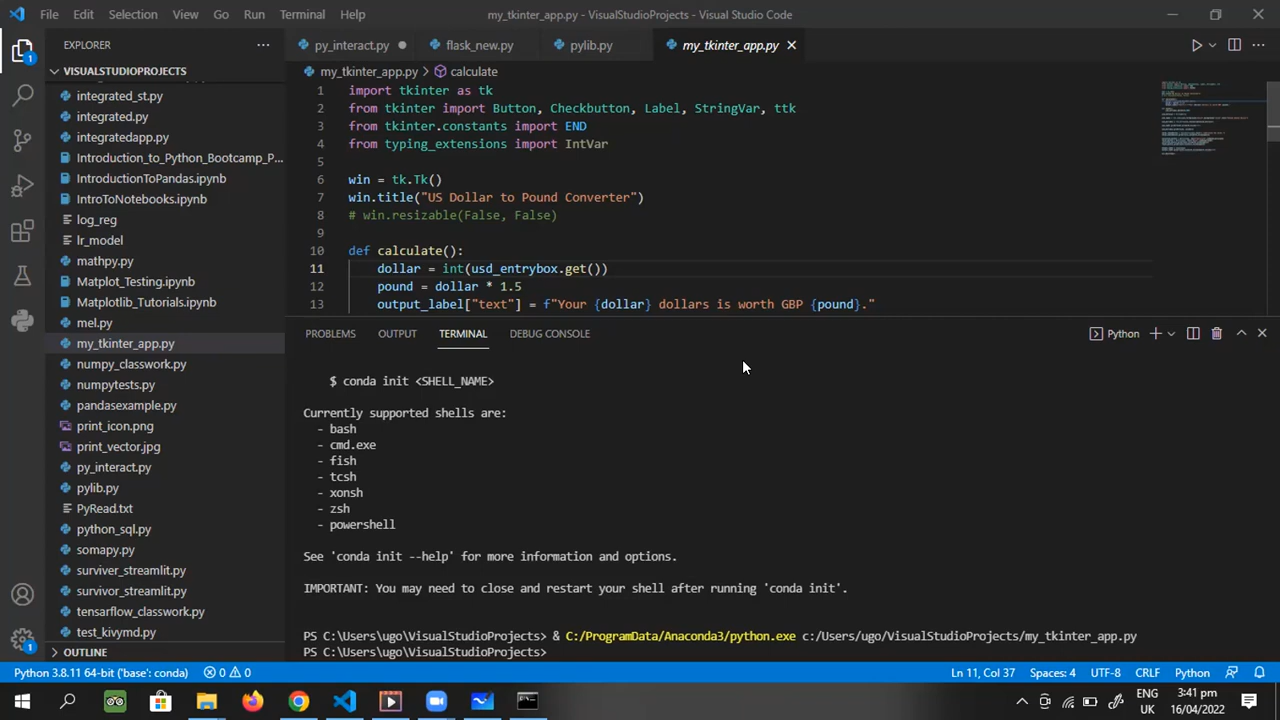 File Edit Selection View Go Run Terminal Help
my_tkinter_app.py - VisualStudioProjects - Visual Studio Code
EXPLORER
VISUALSTUDIOPROJECTS
integrated_st.py
integrated.py
integratedapp.py
Introduction_to_Python_Bootcamp_P...
IntroductionToPandas.ipynb
IntroToNotebooks.ipynb
log_reg
lr_model
mathpy.py
Matplot_Testing.ipynb
Matplotlib_Tutorials.ipynb
mel.py
my_tkinter_app.py
numpy_classwork.py
numpytests.py
pandasexample.py
print_icon.png
print_vector.jpg
py_interact.py
pylib.py
PyRead.txt
python_sql.py
somapy.py
surviver_streamlit.py
survivor_streamlit.py
tensarflow_classwork.py
test_kivymd.py
OUTLINE
1
1
py_interact.py flask_new.py pylib.py my_tkinter_app.py
my_tkinter_app.py > calculate
1 import tkinter as tk
2 from tkinter import Button, Checkbutton, Label, StringVar, ttk
3 from tkinter.constants import END
4 from typing_extensions import IntVar
5
6 win = tk.Tk()
7 win.title("US Dollar to Pound Converter")
8 # win.resizable(False, False)
9
10 def calculate():
11 dollar = int(usd_entrybox.get())
12 pound = dollar * 1.5
13 output_label["text"] = f"Your {dollar} dollars is worth GBP {pound}."
PROBLEMS OUTPUT TERMINAL DEBUG CONSOLE
Python
$ conda init <SHELL_NAME>
Currently supported shells are:
- bash
- cmd.exe
- fish
- tcsh
- xonsh
- zsh
- powershell
See 'conda init --help' for more information and options.
IMPORTANT: You may need to close and restart your shell after running 'conda init'.
PS C:\Users\ugo\VisualStudioProjects> & C:/ProgramData/Anaconda3/python.exe c:/Users/ugo/VisualStudioProjects/my_tkinter_app.py
PS C:\Users\ugo\VisualStudioProjects>
Python 3.8.11 64-bit ('base': conda) 0 0
Ln 11, Col 37 Spaces: 4 UTF-8 CRLF Python
ENG
UK
3:41 pm
16/04/2022